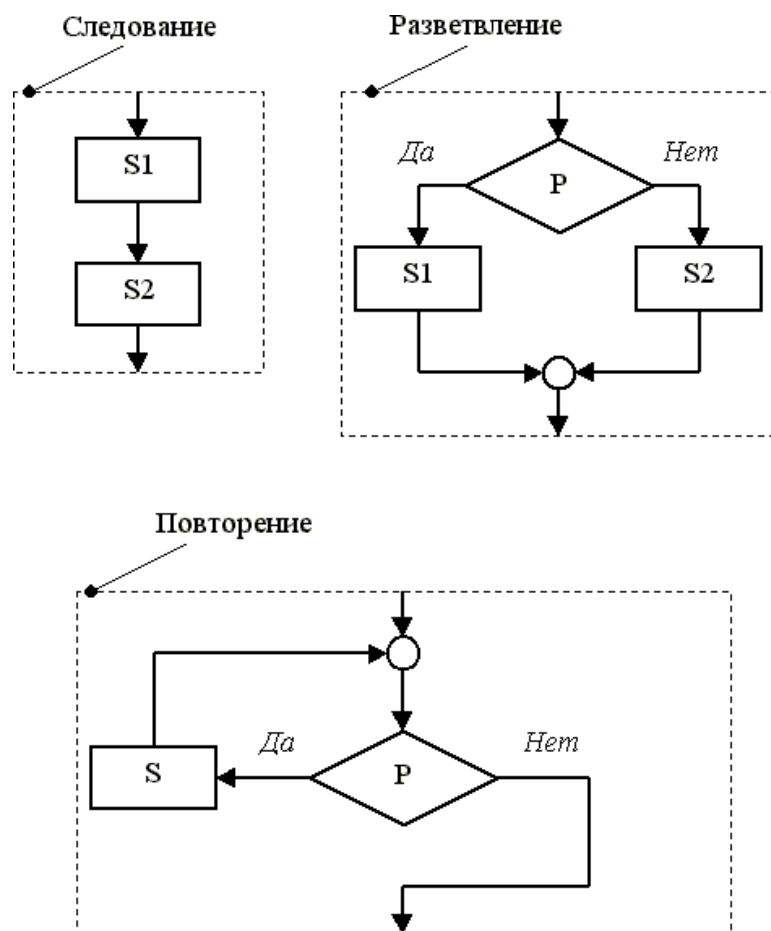 Следование
Разветвление
S1
S2
Да
P
Нет
S1
S2
Повторение
Да
Нет
S
P